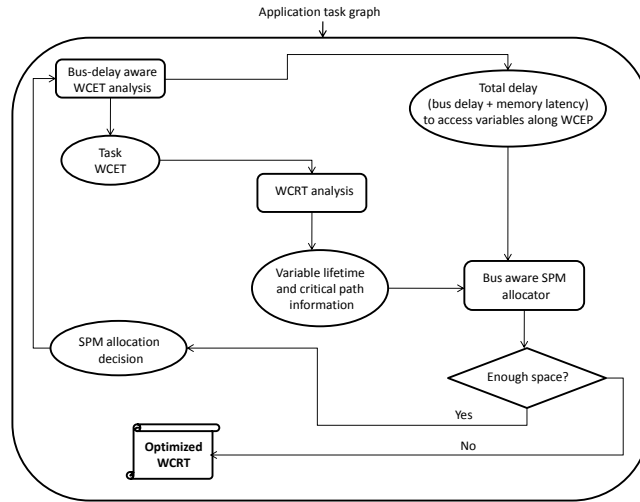 Application task graph
Bus-delay aware
WCET analysis
Total delay
(bus delay + memory latency)
to access variables along WCEP
Task
WCET
WCRT analysis
Variable lifetime
and critical path
information
Bus aware SPM
allocator
SPM allocation
decision
Enough space?
Yes
No
Optimized
WCRT